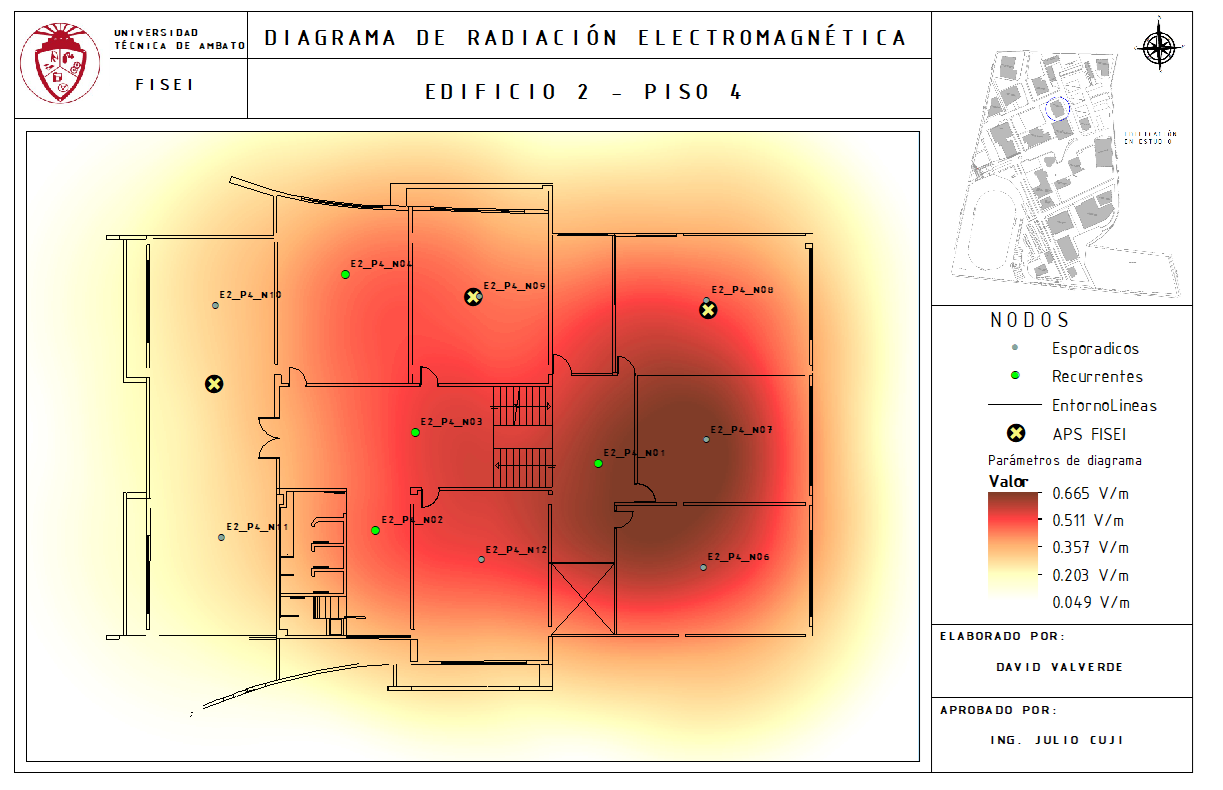 UNIVERSIDAD
TÉCNICA DE AMBATO
FISEI
DIAGRAMA DE RADIACIÓN ELECTROMAGNÉTICA
EDIFICIO 2 - PISO 4
EN ESTUDIO
E2_P4_N04
E2_P4_N10
E2_P4_N09
E2_P4_N08
E2_P4_N03
E2_P4_N07
E2_P4_N01
E2_P4_N11
E2_P4_N02
E2_P4_N12
E2_P4_N06
NODOS
Esporadicos
Recurrentes
EntornoLineas
APS FISEI
Parámetros de diagrama
Valor
0.665 V/m
0.511 V/m
0.357 V/m
0.203 V/m
0.049 V/m
ELABORADO POR:
DAVID VALVERDE
APROBADO POR:
ING. JULIO CUJI